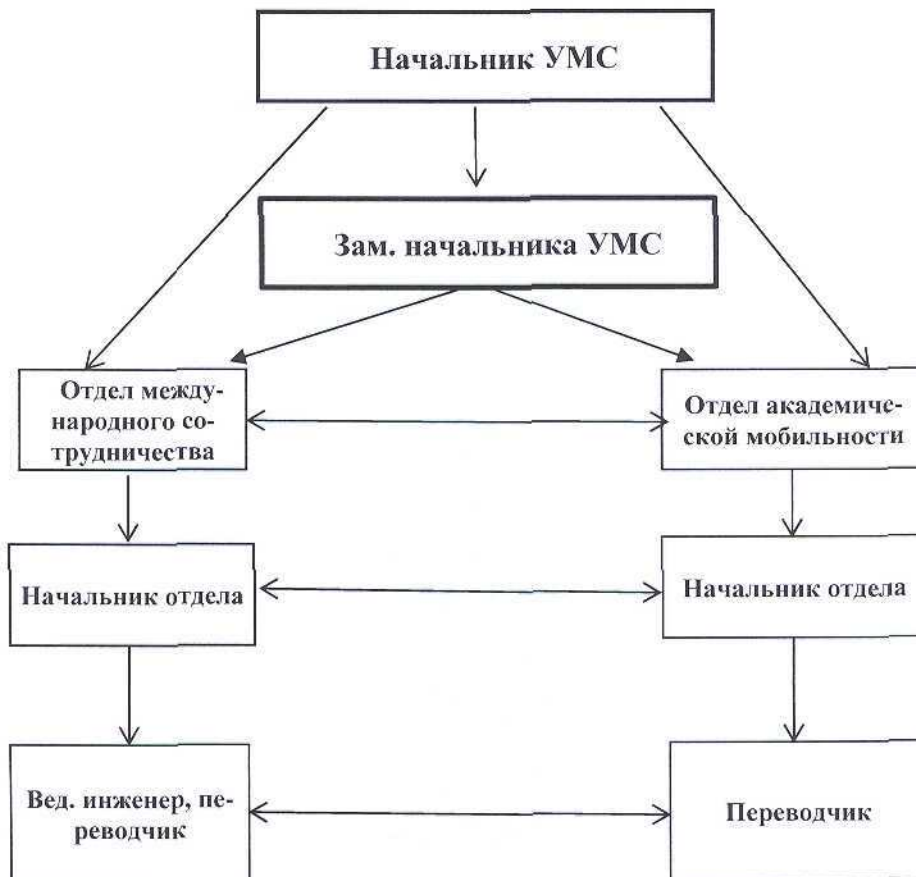 Начальник УМС
Зам. начальника УМС
Отдел между-
народного со-
трудничества
Отдел академиче-
ской мобильности
Начальник отдела
Начальник отдела
Вед. инженер, пе-
реводчик
Переводчик